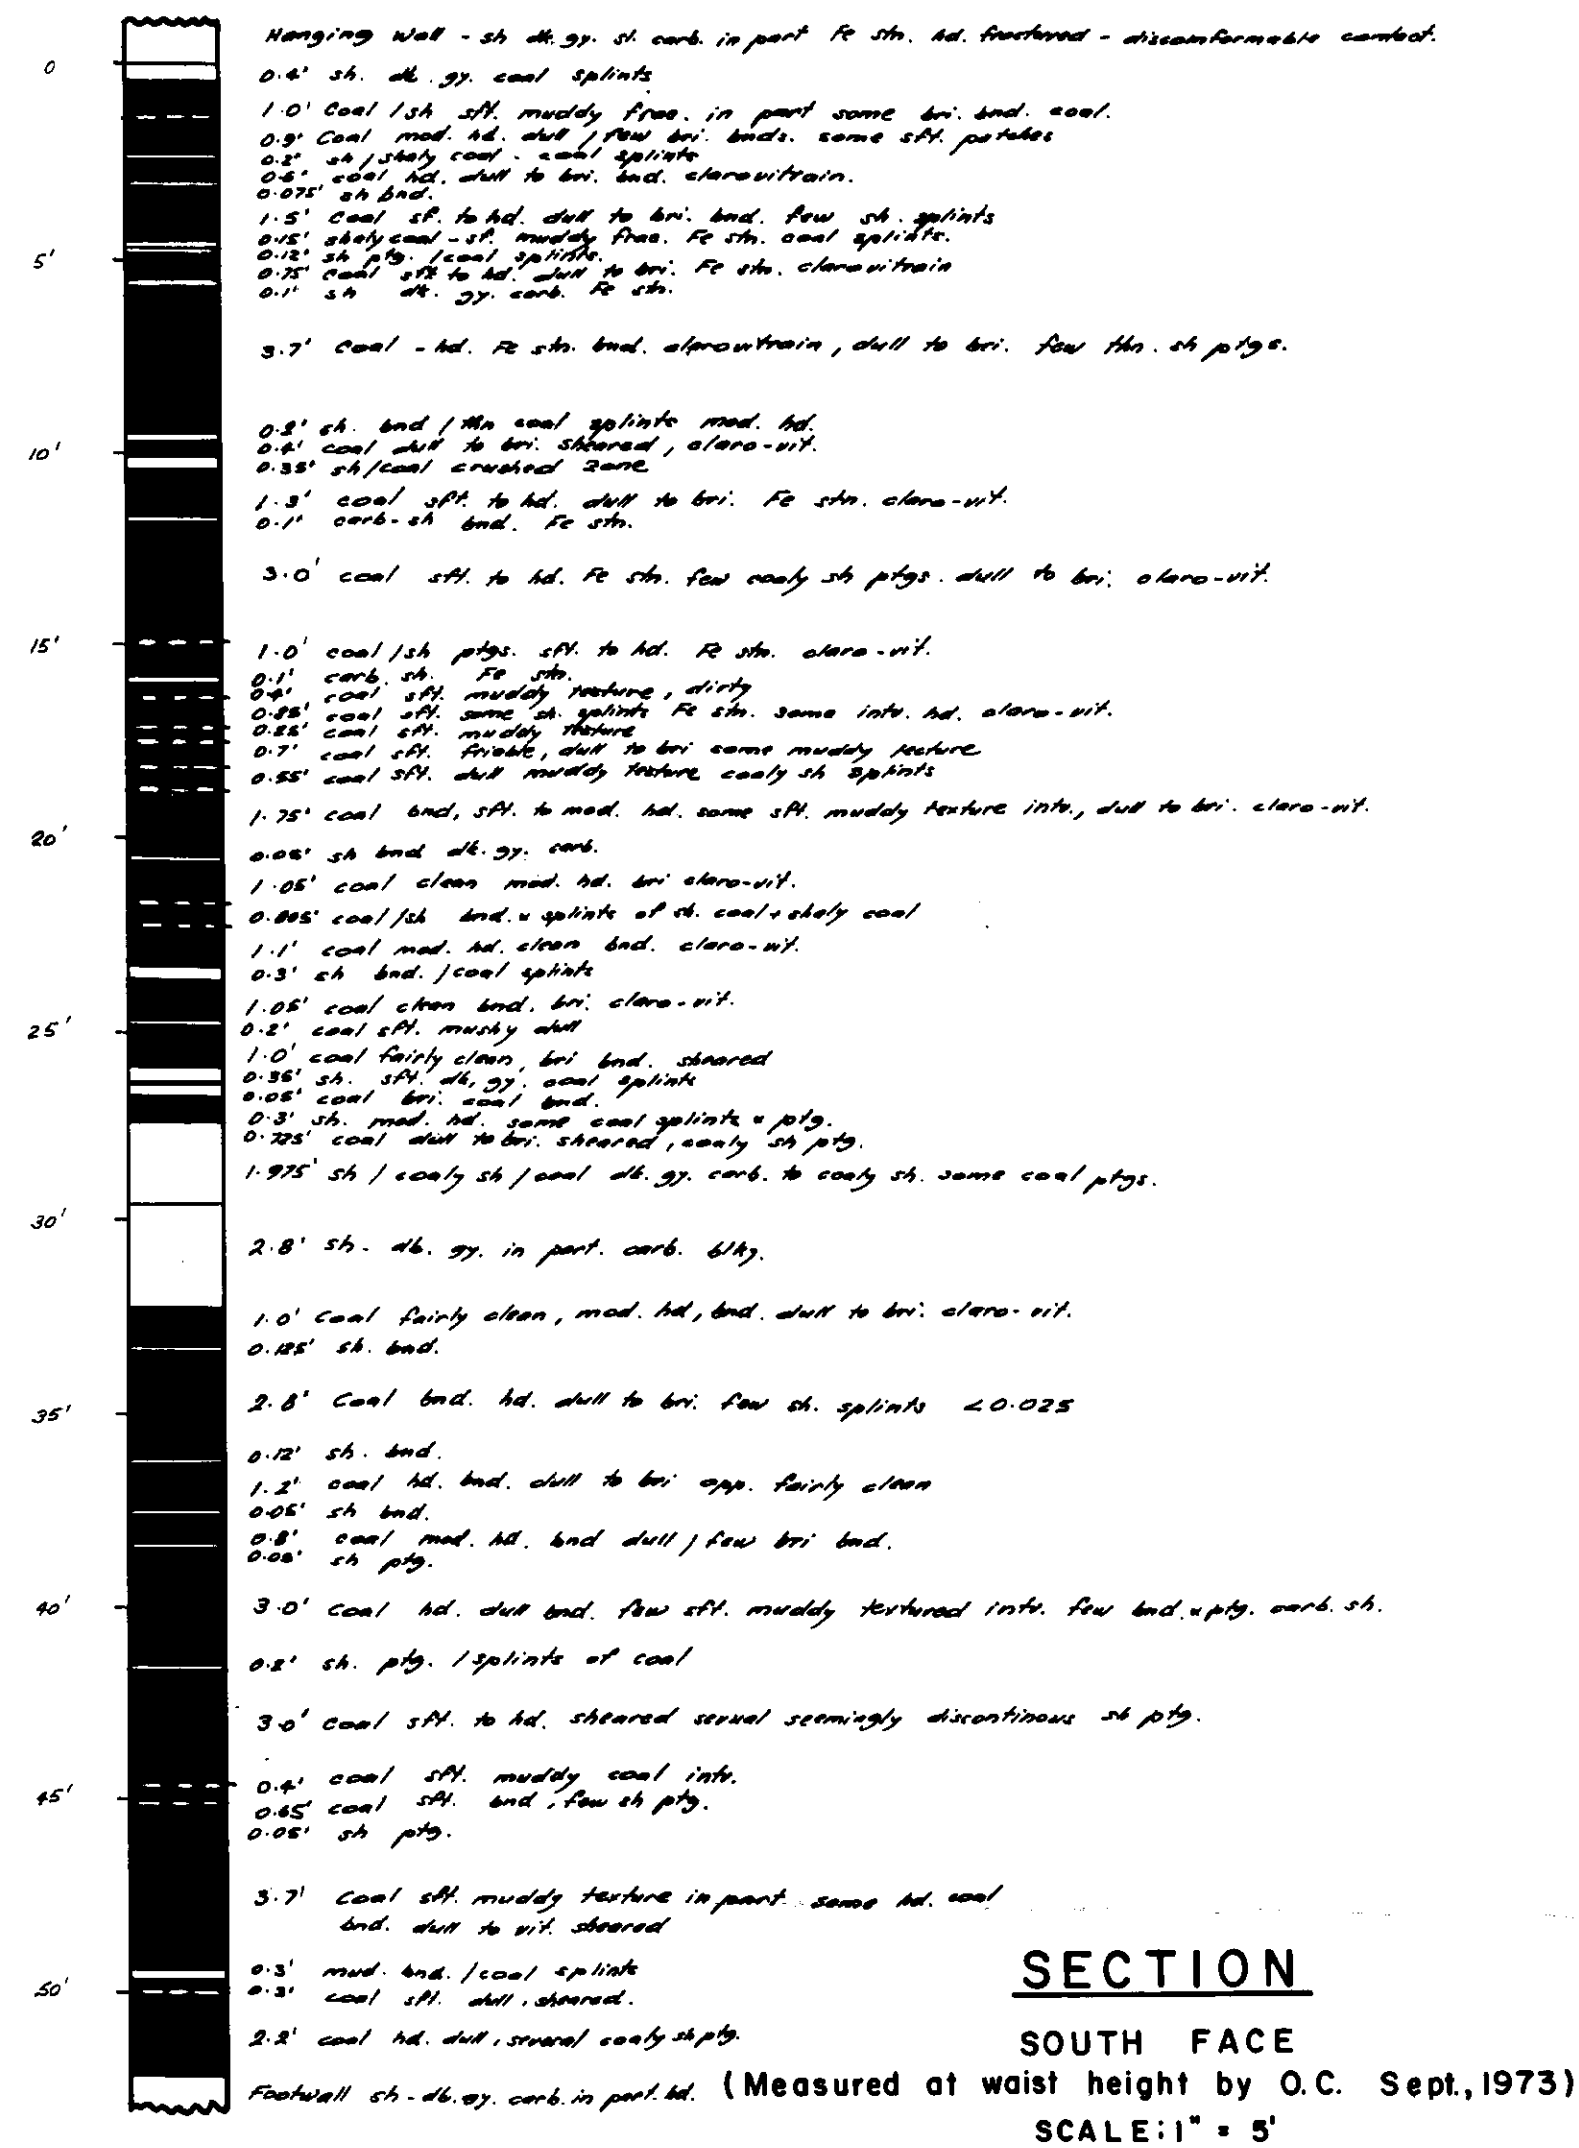 Hanging Wall - sh dk. gy. sl. carb. in part Fe stn. hd. fractured - discomformable contact.
0
0.4' sh. dk. gy. coal splints
1.0' Coal / sh sft. muddy frac. in part some bri. bnd. coal.
0.9' Coal mod. hd. dull / few bri. bnds. some sft. patches
0.2' sh / shaly coal - coal splints
0.6' coal hd. dull to bri. bnd. clarovitrain.
0.075' sh bnd.
1.5' Coal sf. to hd. dull to bri. bnd. few sh. splints
0.15' shaly coal - sf. muddy frac. Fe stn. coal splints.
5'
0.12' sh ptg. / coal splints.
0.75' coal sft to hd. dull to bri. Fe stn. clarovitrain
0.1' sh dk. gy. carb. Fe stn.
3.7' Coal - hd. Fe stn. bnd. clarovitrain, dull to bri. few thn. sh ptgs.
0.2' sh. bnd / thn coal splints mod. hd.
10'
0.4' coal dull to bri. sheared, claro-vit.
0.35' sh/coal crushed zone
1.3' coal sft. to hd. dull to bri. Fe stn. claro-vit.
0.1' carb-sh bnd. Fe stn.
3.0' coal sft. to hd. Fe stn. few coaly sh ptgs. dull to bri. claro-vit.
15'
1.0' coal / sh ptgs. sft. to hd. Fe stn. claro-vit.
0.1' carb. sh. Fe stn.
0.4' coal sft. muddy texture, dirty
0.85' coal sft. some sh. splints Fe stn. some intv. hd. claro-vit.
0.25' coal sft. muddy texture
0.7' coal sft. friable, dull to bri some muddy texture
0.55' coal sft. dull muddy texture coaly sh splints
1.75' coal bnd, sft. to mod. hd. some sft. muddy texture intv., dull to bri. claro-vit.
20'
0.05' sh bnd dk. gy. carb.
1.05' coal clean mod. hd. bri claro-vit.
coal/sh bnd. & splints of sh. coal + shaly coal
1.1' coal mod. hd. clean bnd. claro-vit.
0.3' sh bnd. / coal splints
1.05' coal clean bnd. bri. claro-vit.
25'
0.2' coal sft. mushy dull
1.0' coal fairly clean, bri bnd. sheared
0.35' sh. sft. dk. gy. coal splints
0.05' coal bri. coal bnd.
0.3' sh. mod. hd. some coal splints & ptg.
0.725' coal dull to bri. sheared, coaly sh ptg.
1.975' sh / coaly sh / coal dk. gy. carb. to coaly sh. some coal ptgs.
30'
2.8' sh - dk. gy. in part. carb. blky.
1.0' Coal fairly clean, mod. hd, bnd. dull to bri. claro-vit.
0.125' sh. bnd.
35'
2.8' Coal bnd. hd. dull to bri. few sh. splints <0.025
0.12' sh. bnd.
1.2' coal hd. bnd. dull to bri app. fairly clean
0.05' sh bnd.
0.8' coal mod. hd. bnd dull / few bri bnd.
0.08' sh ptg.
40'
3.0' Coal hd. dull bnd. few sft. muddy textured intv. few bnd. & ptg. carb. sh.
0.2' sh. ptg. / splints of coal
3.0' Coal sft. to hd. sheared several seemingly discontinous sh ptg.
0.4' coal sft. muddy coal intv.
45'
0.65' coal sft. bnd, few sh ptg.
0.05' sh ptg.
3.7' Coal sft. muddy texture in part some hd. coal
bnd. dull to vit. sheared
0.3' mud. bnd. / coal splints
50'
0.3' coal sft. dull, sheared.
2.2' coal hd. dull, several coaly sh ptg.
Footwall sh - dk. gy. carb. in part. hd.
SECTION
SOUTH FACE
(Measured at waist height by O.C. Sept., 1973)
SCALE: 1" = 5'